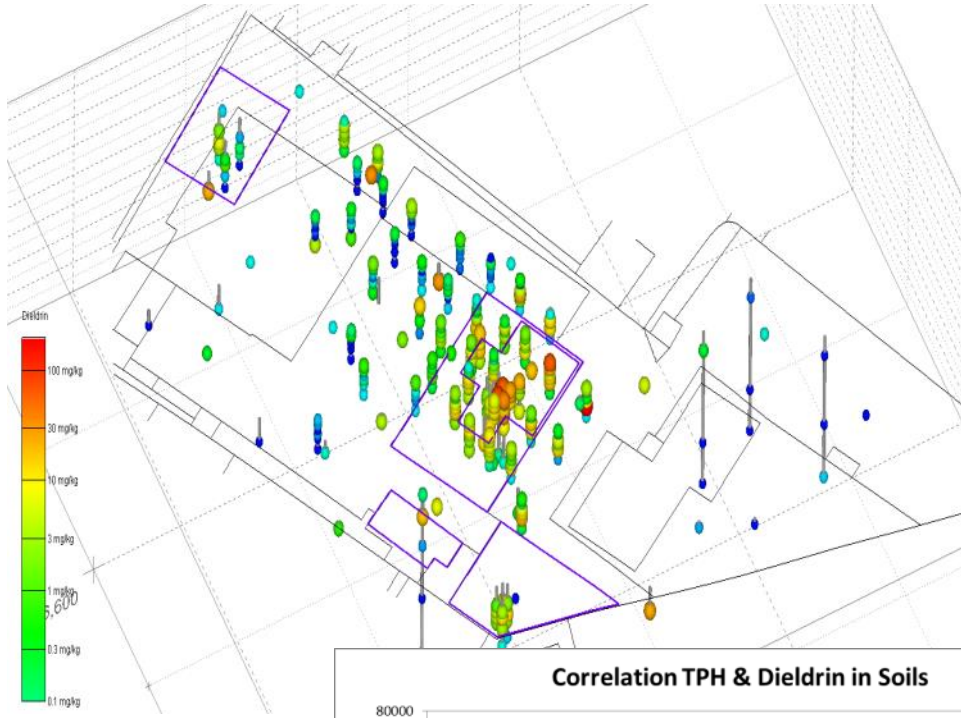 Dieldrin
100 mg/kg
30 mg/kg
10 mg/kg
3 mg/kg
1 mg/kg
0.3 mg/kg
0.1 mg/kg
5,600
Correlation TPH & Dieldrin in Soils
80000